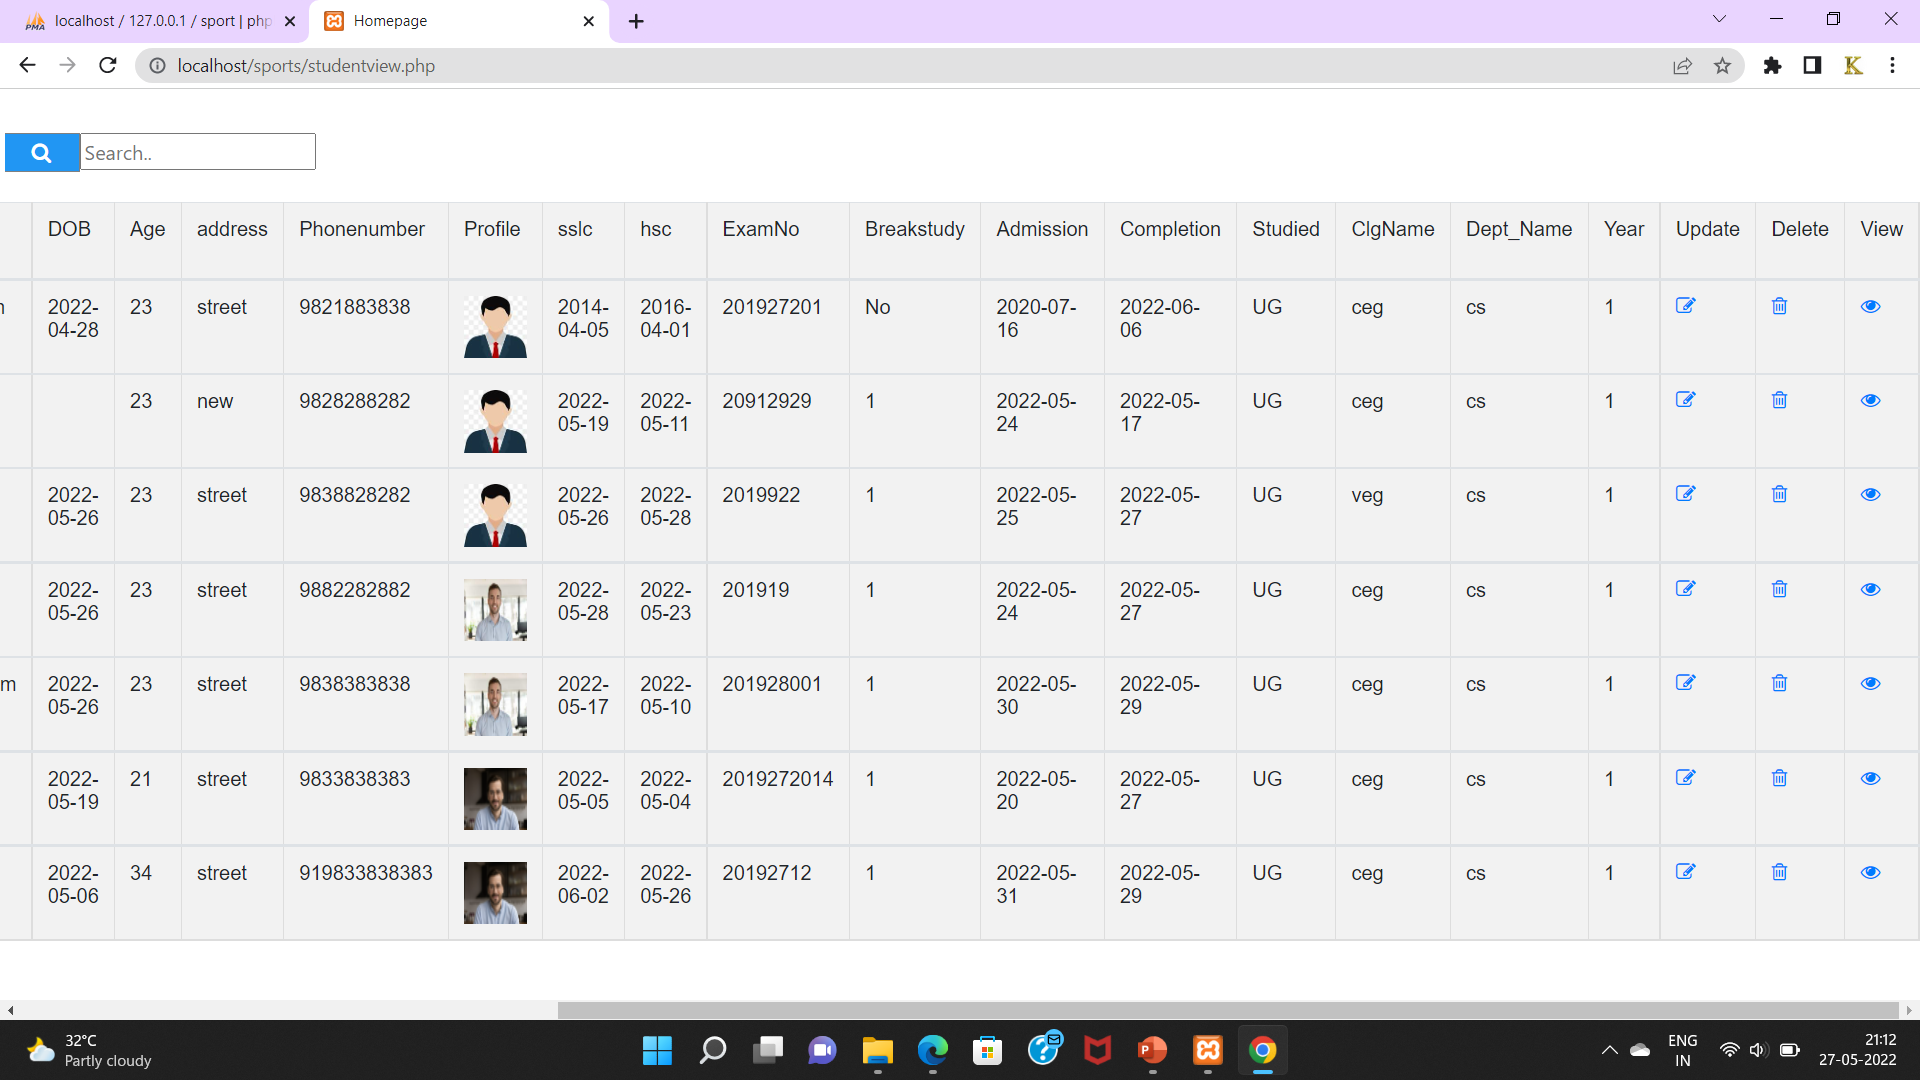 localhost / 127.0.0.1 / sport | php
Homepage
localhost/sports/studentview.php
Search..
DOB Age address Phonenumber Profile sslc hsc ExamNo Breakstudy Admission Completion Studied ClgName Dept_Name Year Update Delete View
2022- 23 street 9821883838 2014- 2016- 201927201 No 2020-07- 2022-06- UG ceg cs 1
04-28 04-05 04-01 16 06
23 new 9828288282 2022- 2022- 20912929 1 2022-05- 2022-05- UG ceg cs 1
05-19 05-11 24 17
2022- 23 street 9838828282 2022- 2022- 2019922 1 2022-05- 2022-05- UG veg cs 1
05-26 05-26 05-28 25 27
2022- 23 street 9882282882 2022- 2022- 201919 1 2022-05- 2022-05- UG ceg cs 1
05-26 05-28 05-23 24 27
m 2022- 23 street 9838383838 2022- 2022- 201928001 1 2022-05- 2022-05- UG ceg cs 1
05-26 05-17 05-10 30 29
2022- 21 street 9833838383 2022- 2022- 2019272014 1 2022-05- 2022-05- UG ceg cs 1
05-19 05-05 05-04 20 27
2022- 34 street 919833838383 2022- 2022- 20192712 1 2022-05- 2022-05- UG ceg cs 1
05-06 06-02 05-26 31 29
32°C
Partly cloudy
ENG
IN
21:12
27-05-2022